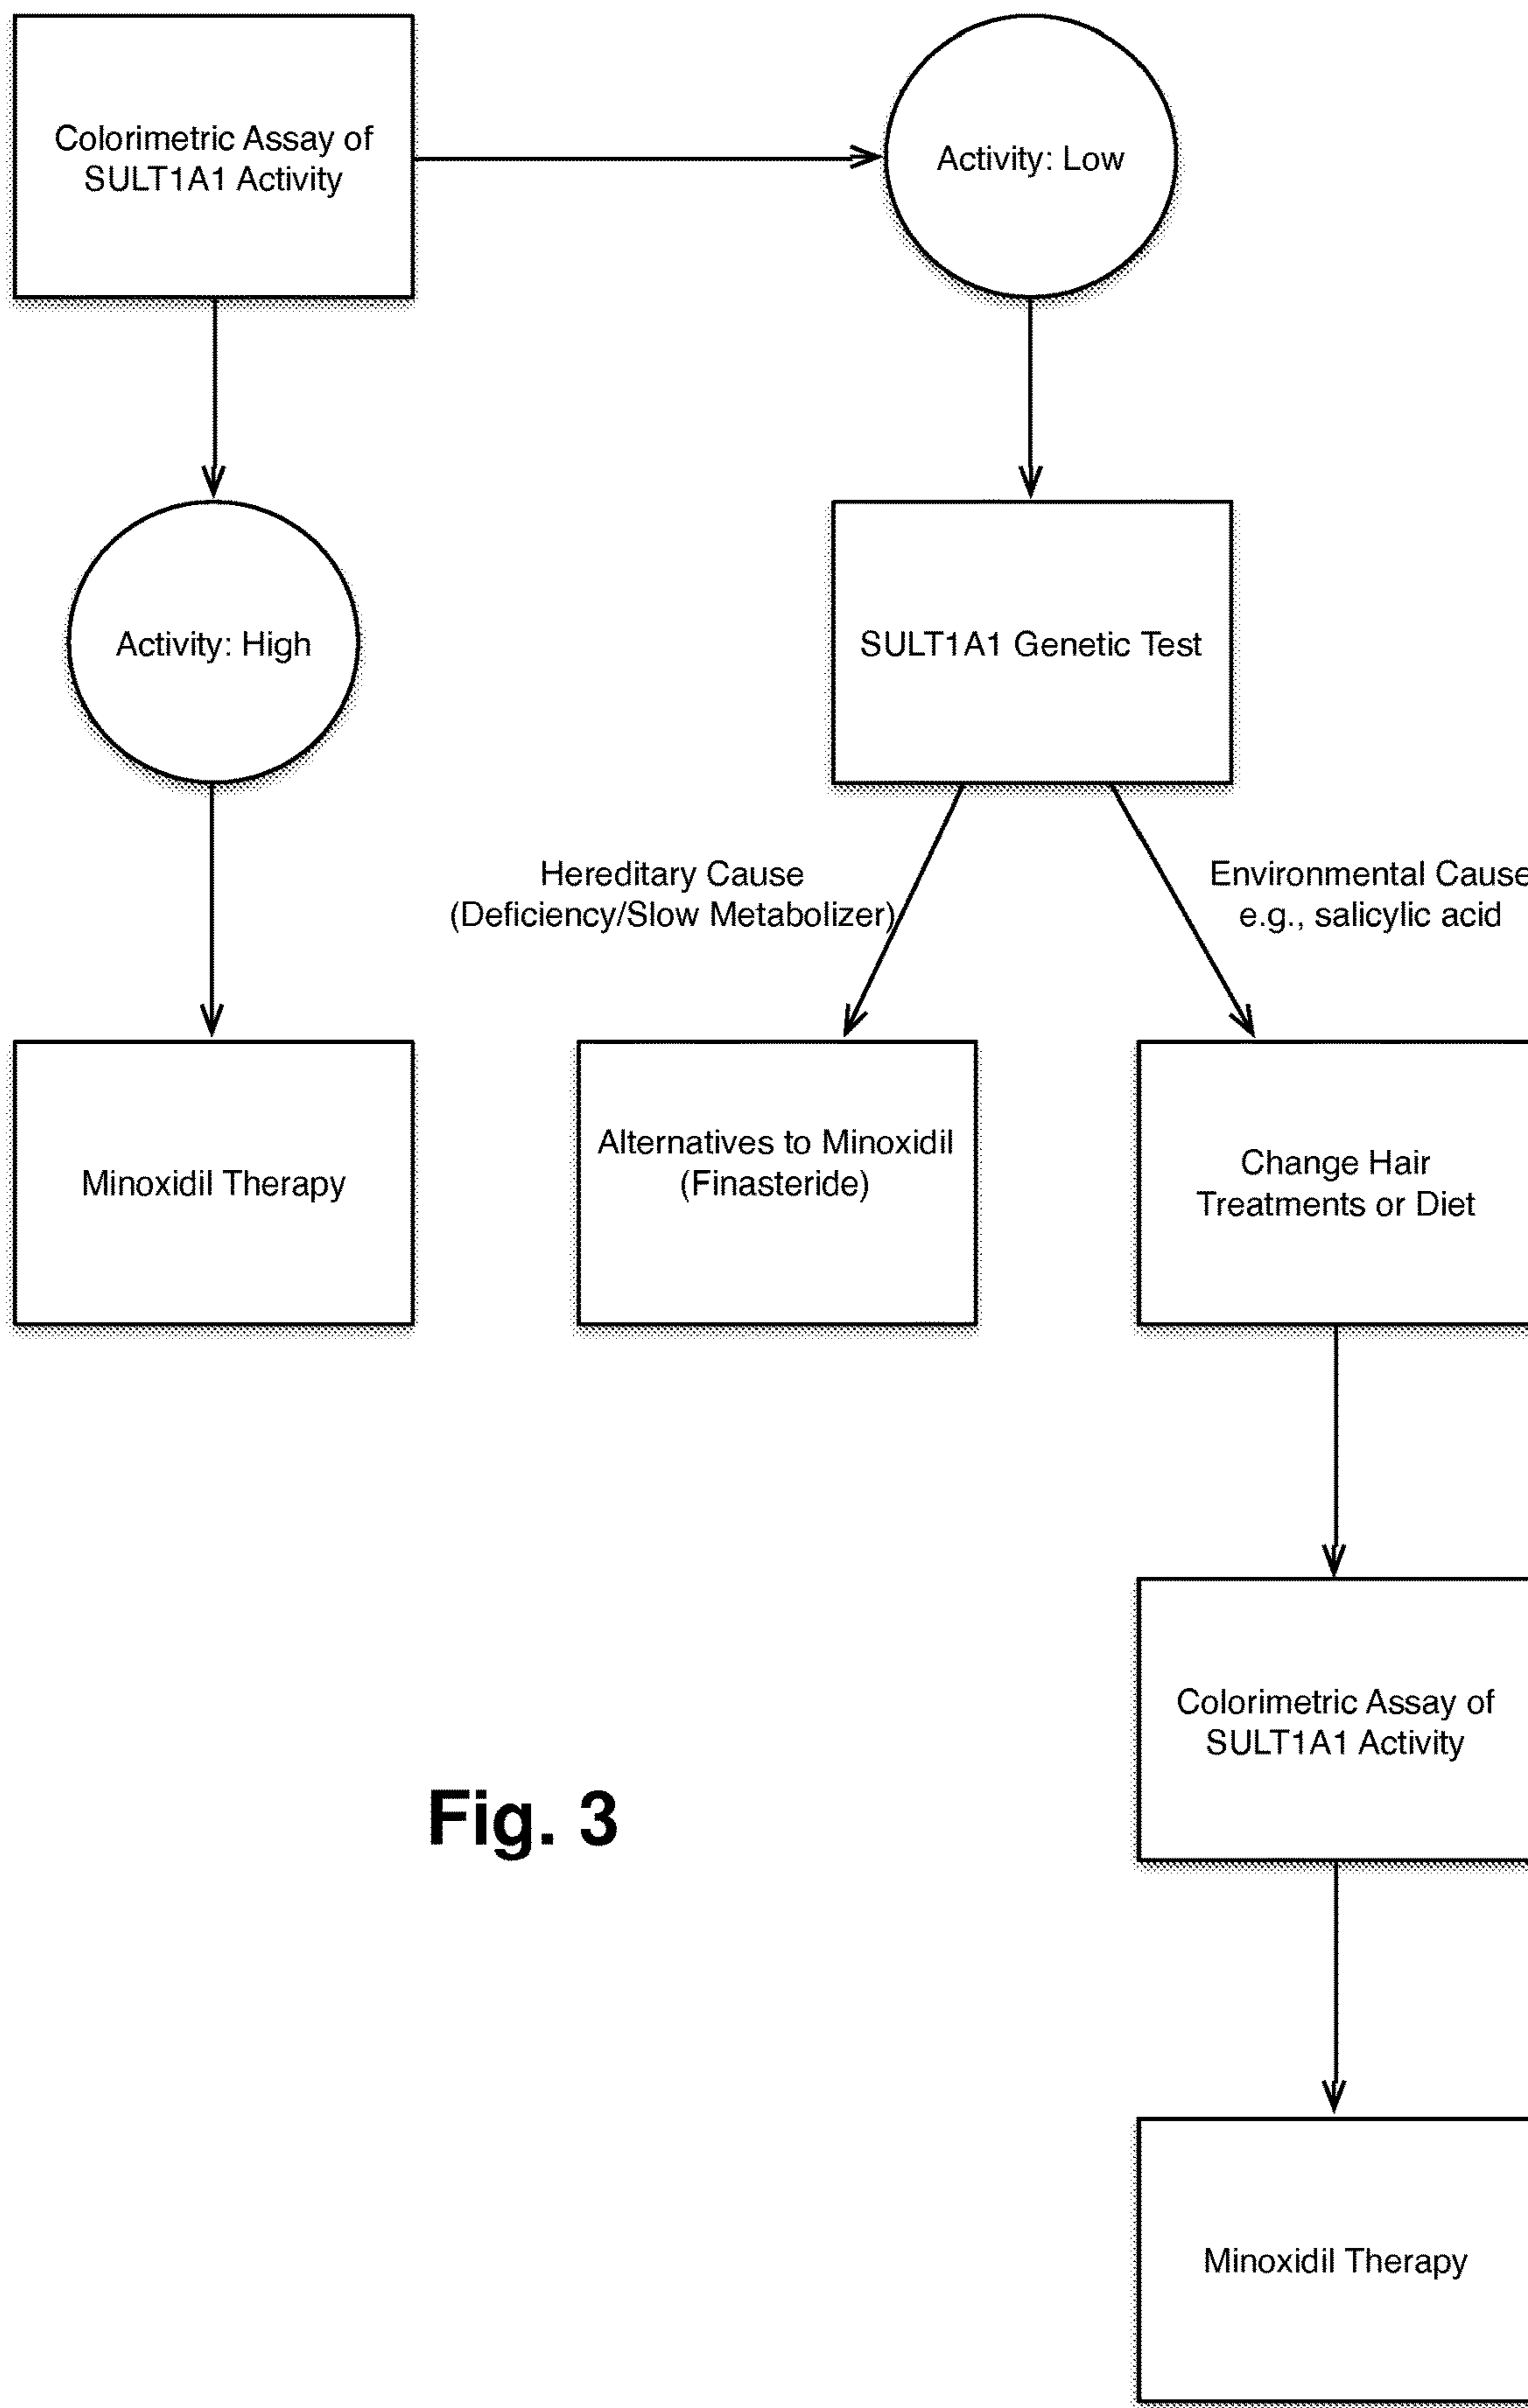 Colorimetric Assay of
SULT1A1 Activity
Activity: Low
Activity: High
SULT1A1 Genetic Test
Hereditary Cause
(Deficiency/Slow Metabolizer)
Environmental Cause
e.g., salicylic acid
Minoxidil Therapy
Alternatives to Minoxidil
(Finasteride)
Change Hair
Treatments or Diet
Colorimetric Assay of
SULT1A1 Activity
Fig. 3
Minoxidil Therapy